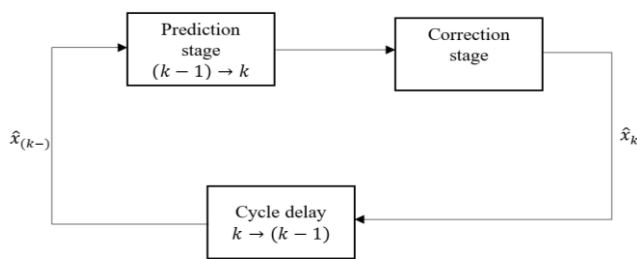 Prediction
stage
(k − 1) → k
Correction
stage
x̂₍ₖ₋₎
x̂ₖ
Cycle delay
k → (k − 1)